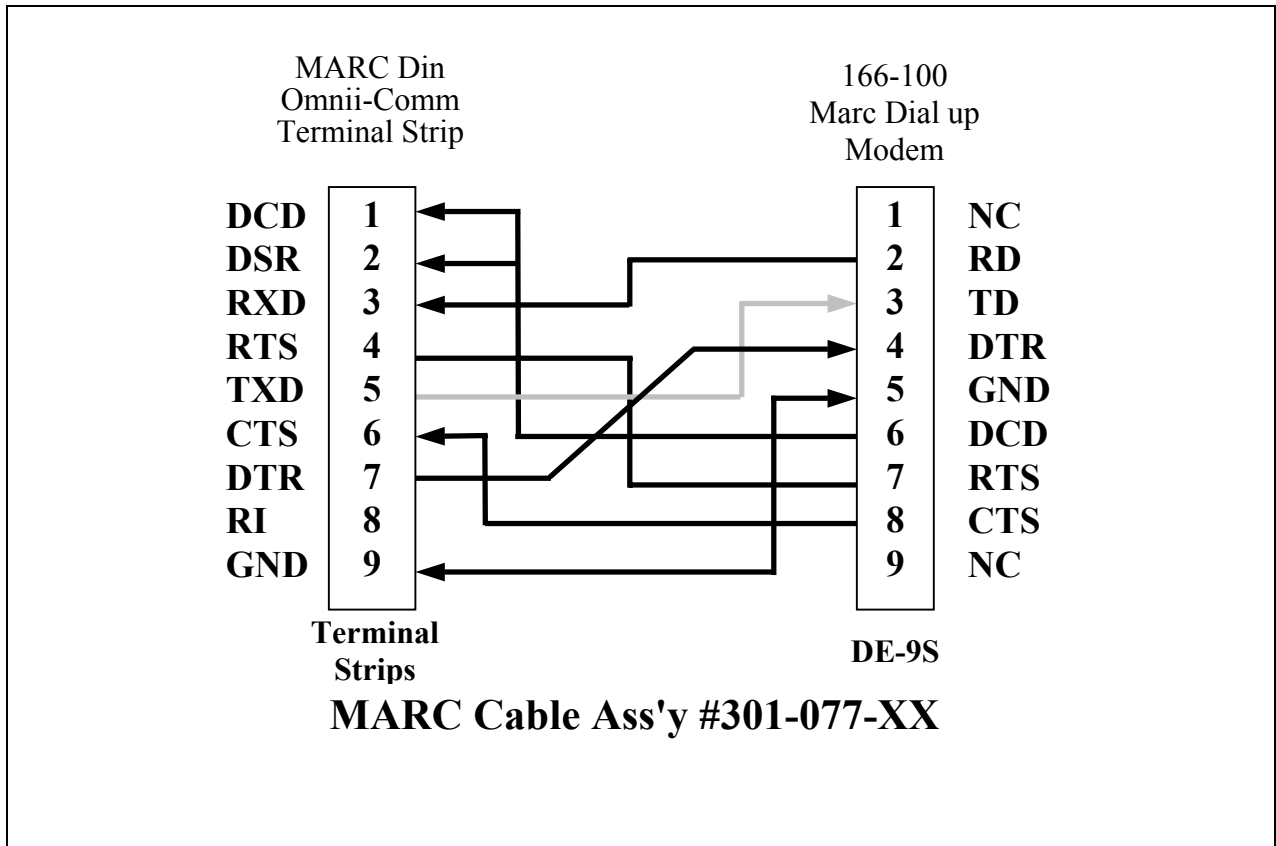 MARC Din
Omnii-Comm
Terminal Strip
166-100
Marc Dial up
Modem
DCD 1
DSR 2
RXD 3
RTS 4
TXD 5
CTS 6
DTR 7
RI 8
GND 9
1 NC
2 RD
3 TD
4 DTR
5 GND
6 DCD
7 RTS
8 CTS
9 NC
Terminal
Strips
DE-9S
MARC Cable Ass'y #301-077-XX